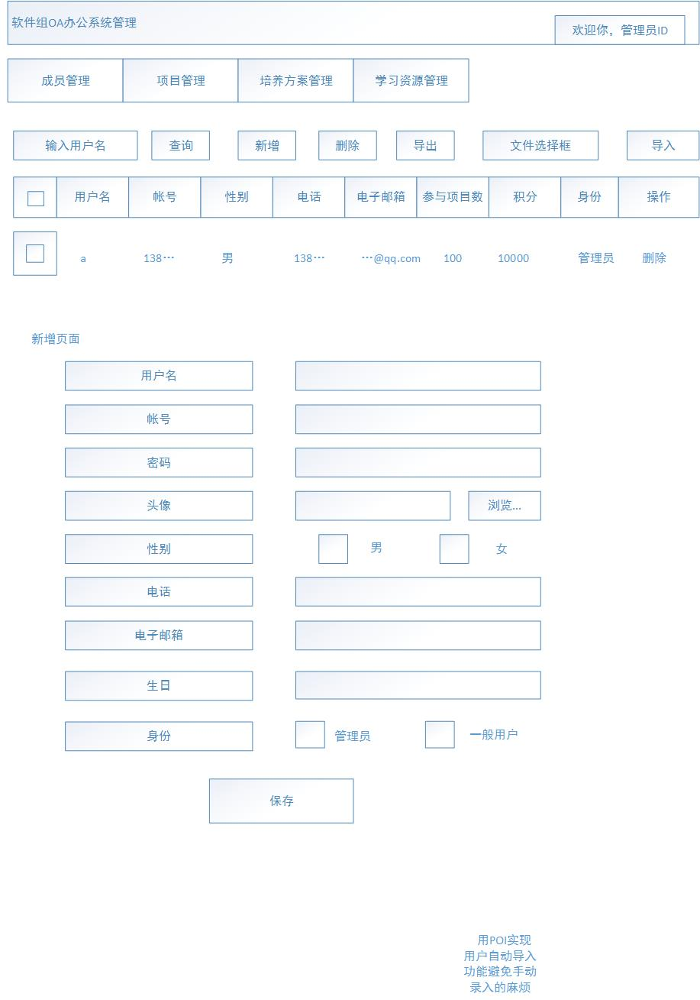 软件组OA办公系统管理
欢迎你，管理员ID
成员管理 项目管理 培养方案管理 学习资源管理
输入用户名 查询 新增 删除 导出 文件选择框 导入
用户名 帐号 性别 电话 电子邮箱 参与项目数 积分 身份 操作
a 138… 男 138… …@qq.com 100 10000 管理员 删除
新增页面
用户名
帐号
密码
头像 浏览...
性别 男 女
电话
电子邮箱
生日
身份 管理员 一般用户
保存
用POI实现
用户自动导入
功能避免手动
录入的麻烦